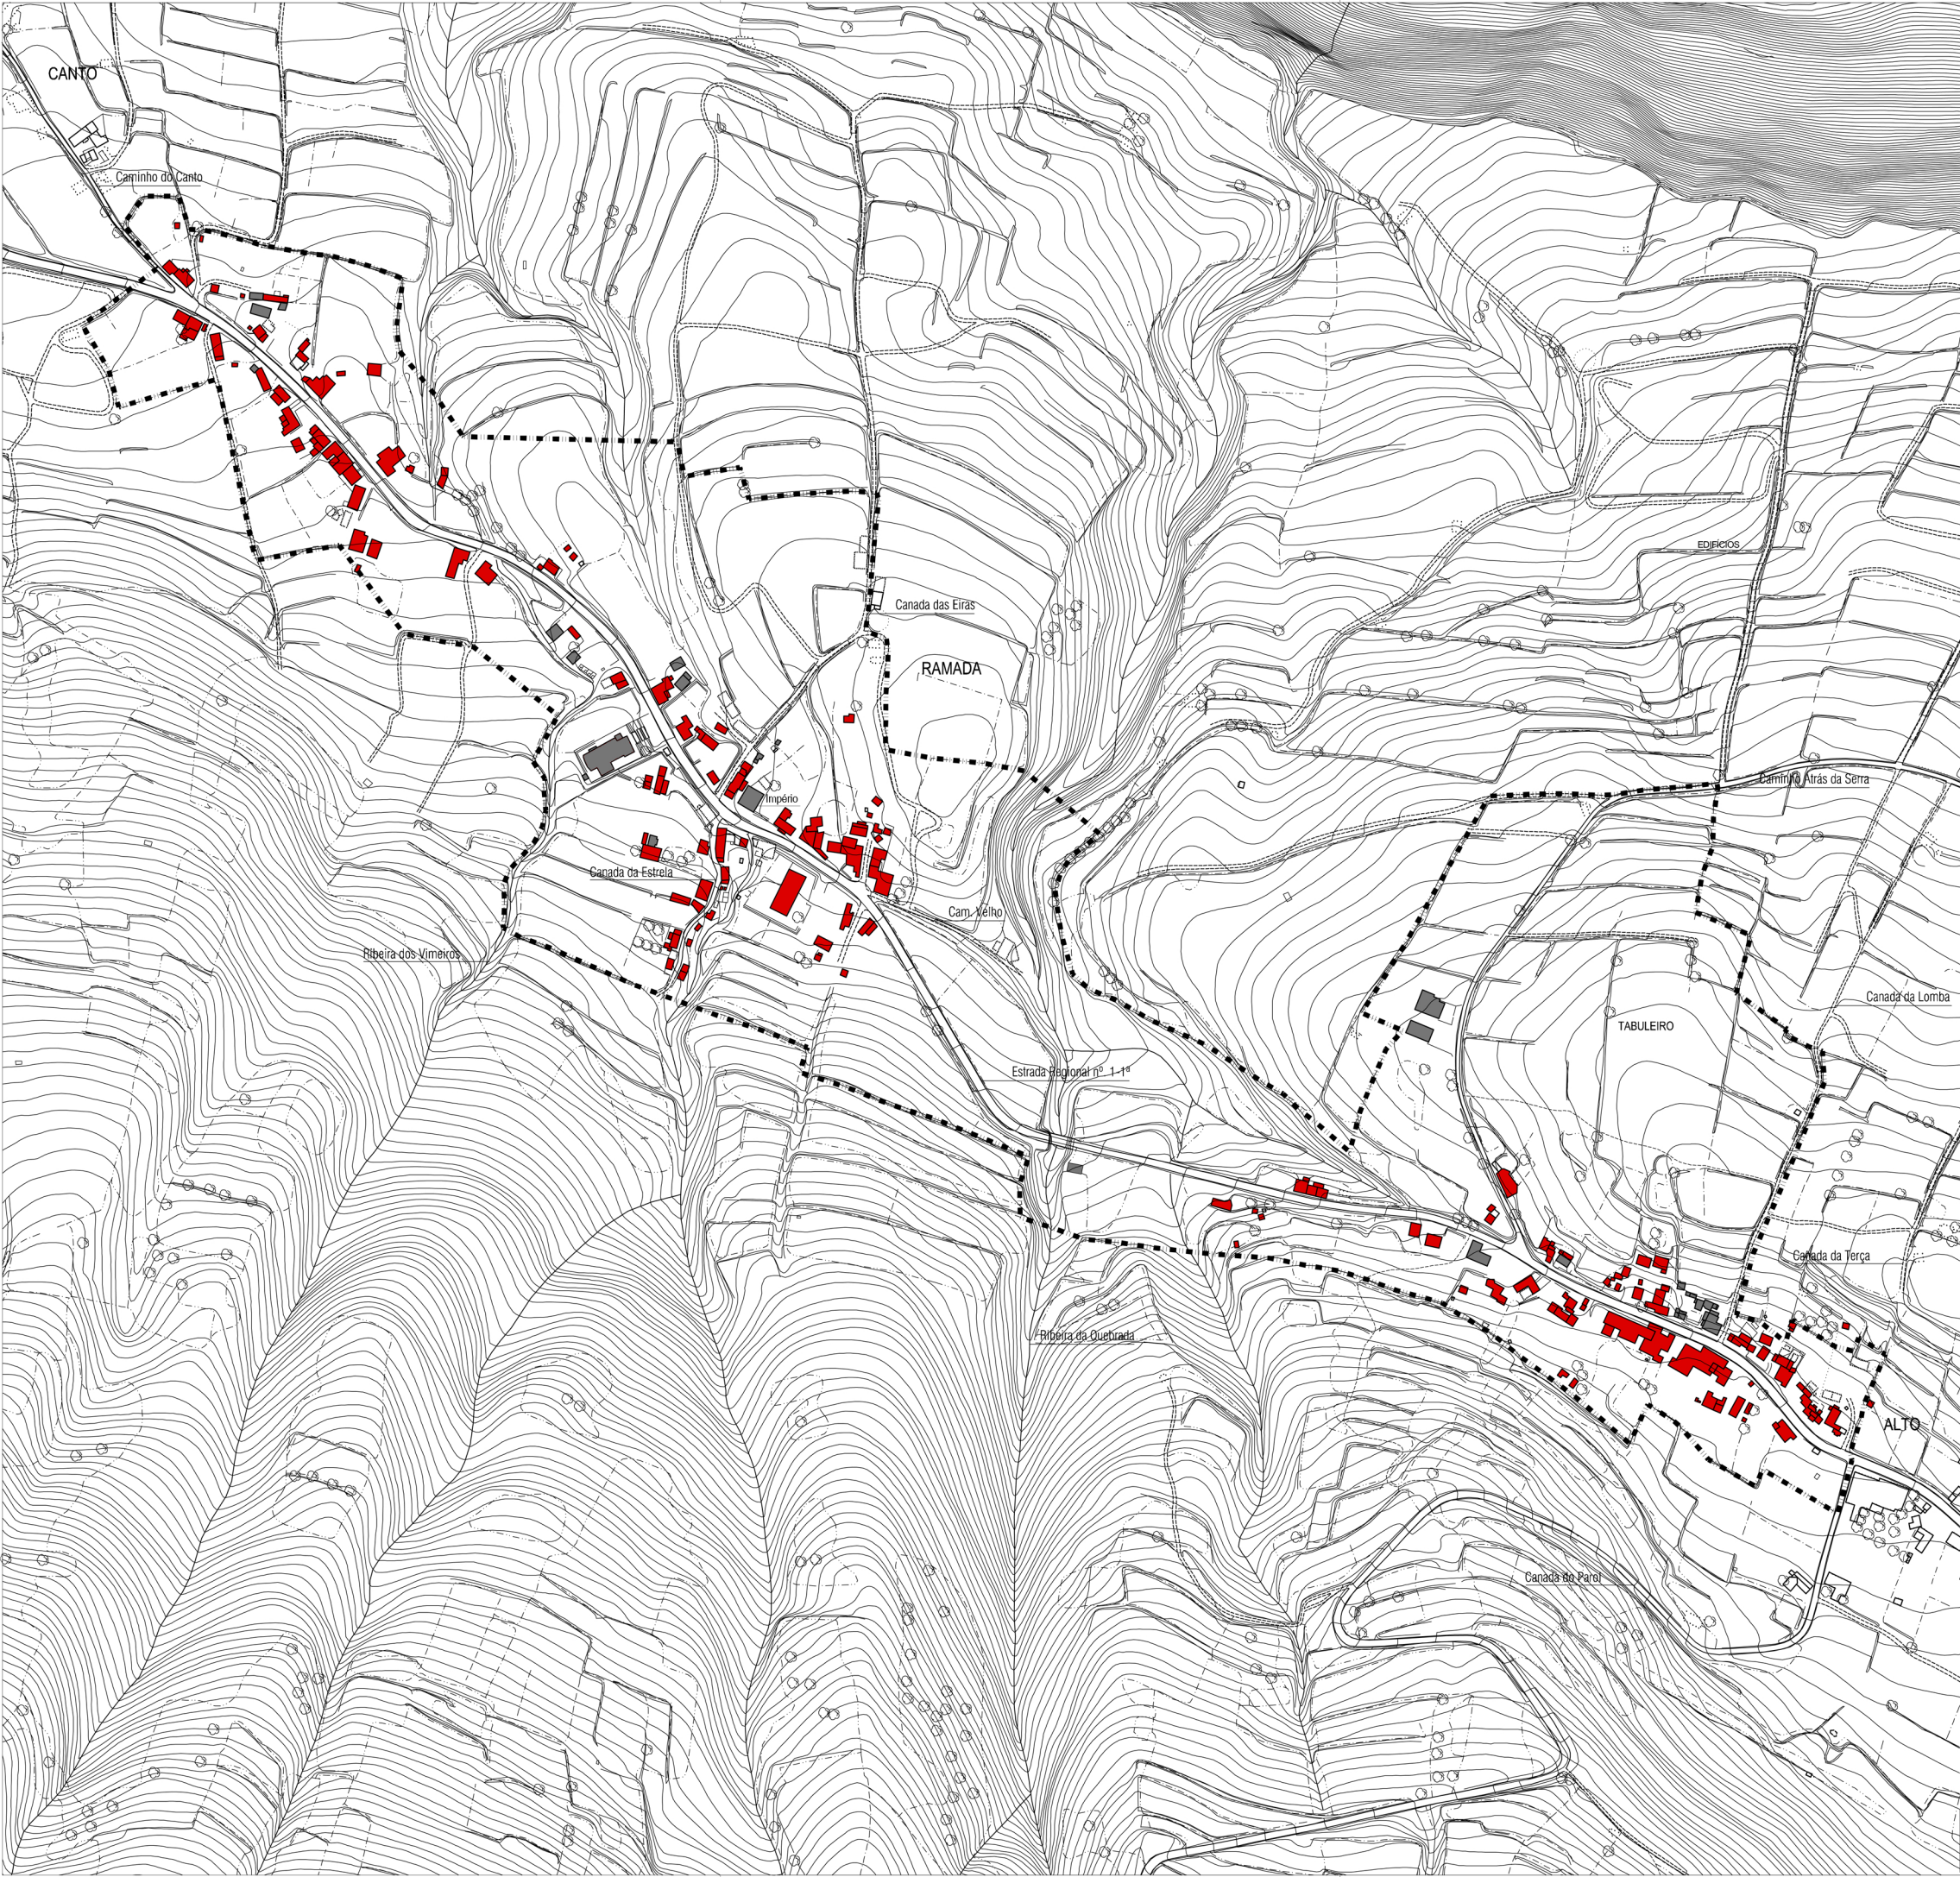 CANTO
Caminho do Canto
EDIFÍCIOS
Canada das Eiras
RAMADA
Caminho Atrás da Serra
Império
Canada da Estrela
Cam. Velho
Ribeira dos Vimeiros
Canada da Lomba
TABULEIRO
Estrada Regional nº 1-1ª
Canada da Terça
Ribeira da Quebrada
ALTO
Canada do Parol